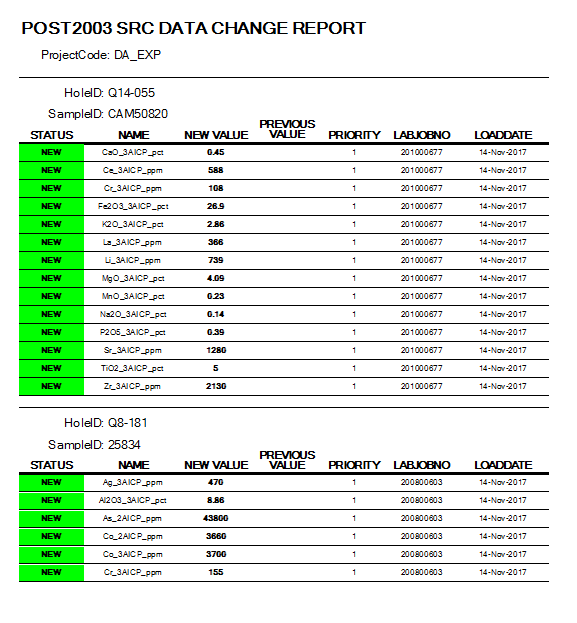 POST2003 SRC DATA CHANGE REPORT
ProjectCode: DA_EXP
HoleID: Q14-055
SampleID: CAM50820
STATUS NAME NEW VALUE PREVIOUS VALUE PRIORITY LABJOBNO LOADDATE
NEW CaO_3AICP_pct 0.45 1 201000677 14-Nov-2017
NEW Ce_3AICP_ppm 588 1 201000677 14-Nov-2017
NEW Cr_3AICP_ppm 168 1 201000677 14-Nov-2017
NEW Fe2O3_3AICP_pct 26.9 1 201000677 14-Nov-2017
NEW K2O_3AICP_pct 2.86 1 201000677 14-Nov-2017
NEW La_3AICP_ppm 366 1 201000677 14-Nov-2017
NEW Li_3AICP_ppm 739 1 201000677 14-Nov-2017
NEW MgO_3AICP_pct 4.09 1 201000677 14-Nov-2017
NEW MnO_3AICP_pct 0.23 1 201000677 14-Nov-2017
NEW Na2O_3AICP_pct 0.14 1 201000677 14-Nov-2017
NEW P2O5_3AICP_pct 0.39 1 201000677 14-Nov-2017
NEW Sr_3AICP_ppm 1280 1 201000677 14-Nov-2017
NEW TiO2_3AICP_pct 5 1 201000677 14-Nov-2017
NEW Zr_3AICP_ppm 2130 1 201000677 14-Nov-2017
HoleID: Q8-181
SampleID: 25834
STATUS NAME NEW VALUE PREVIOUS VALUE PRIORITY LABJOBNO LOADDATE
NEW Ag_3AICP_ppm 470 1 200800603 14-Nov-2017
NEW Al2O3_3AICP_pct 8.86 1 200800603 14-Nov-2017
NEW As_2AICP_ppm 43800 1 200800603 14-Nov-2017
NEW Co_2AICP_ppm 3660 1 200800603 14-Nov-2017
NEW Co_3AICP_ppm 3700 1 200800603 14-Nov-2017
NEW Cr_3AICP_ppm 155 1 200800603 14-Nov-2017